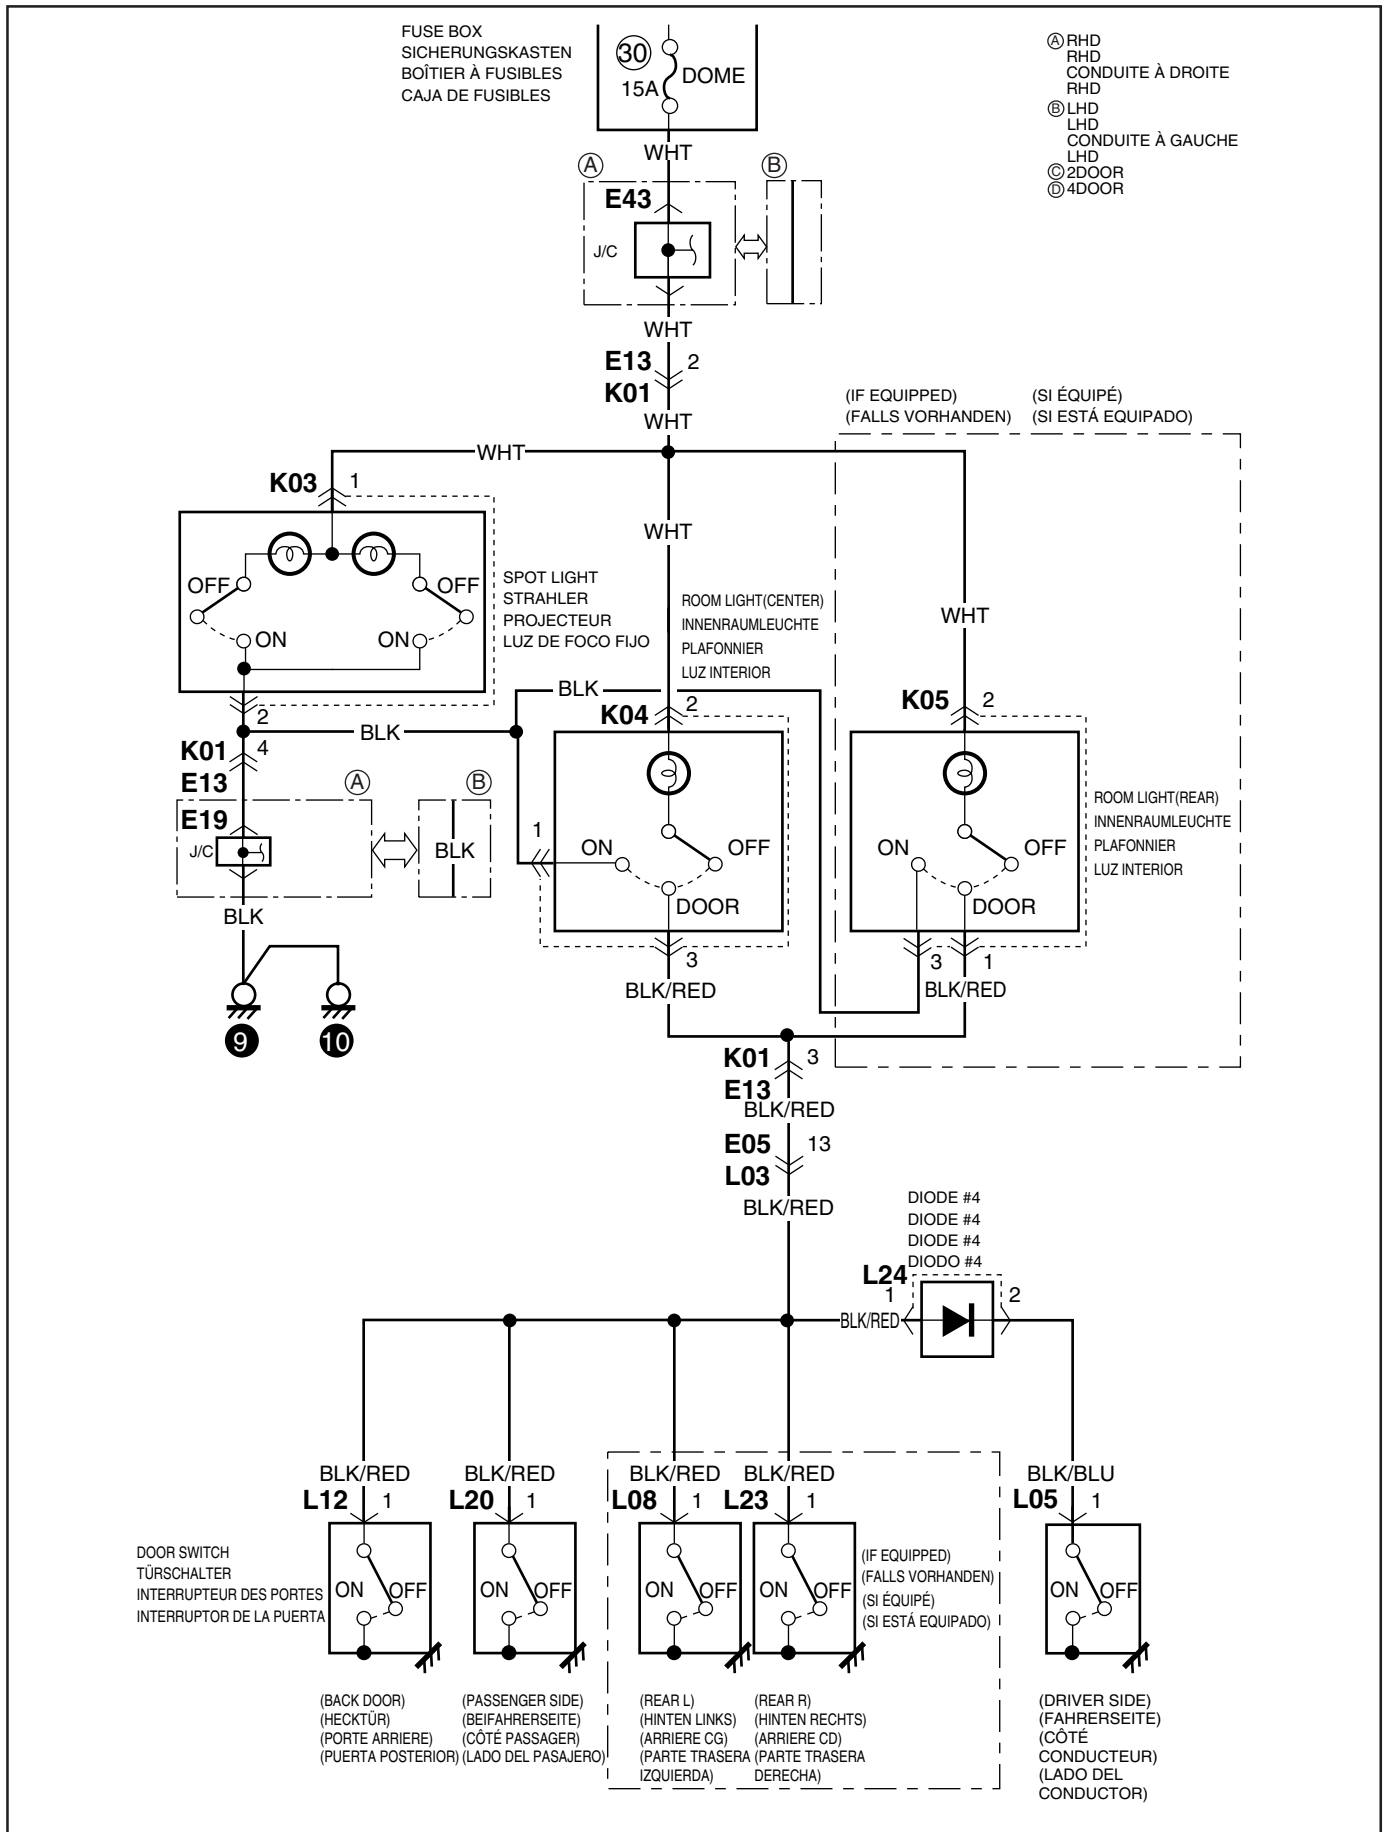 FUSE BOX
SICHERUNGSKASTEN
BOÎTIER À FUSIBLES
CAJA DE FUSIBLES
30
15A
DOME
Ⓐ RHD
RHD
CONDUITE À DROITE
RHD
Ⓑ LHD
LHD
CONDUITE À GAUCHE
LHD
Ⓒ 2DOOR
Ⓓ 4DOOR
WHT
Ⓐ
Ⓑ
E43
J/C
WHT
E13 2
K01
WHT
(IF EQUIPPED) (SI ÉQUIPÉ)
(FALLS VORHANDEN) (SI ESTÁ EQUIPADO)
WHT
K03 1
WHT
OFF OFF
ON ON
SPOT LIGHT
STRAHLER
PROJECTEUR
LUZ DE FOCO FIJO
ROOM LIGHT(CENTER)
INNENRAUMLEUCHTE
PLAFONNIER
LUZ INTERIOR
WHT
BLK
2
K04 2
K05 2
BLK
K01 4
E13
Ⓐ Ⓑ
E19
J/C
BLK
BLK
1
ON OFF
DOOR
ON OFF
DOOR
ROOM LIGHT(REAR)
INNENRAUMLEUCHTE
PLAFONNIER
LUZ INTERIOR
3
BLK/RED
3 1
BLK/RED
9 10
K01 3
E13
BLK/RED
E05 13
L03
BLK/RED
DIODE #4
DIODE #4
DIODE #4
DIODO #4
L24
1 2
BLK/RED
BLK/RED BLK/RED BLK/RED BLK/RED BLK/BLU
L12 1 L20 1 L08 1 L23 1 L05 1
DOOR SWITCH
TÜRSCHALTER
INTERRUPTEUR DES PORTES
INTERRUPTOR DE LA PUERTA
ON OFF ON OFF ON OFF ON OFF ON OFF
(IF EQUIPPED)
(FALLS VORHANDEN)
(SI ÉQUIPÉ)
(SI ESTÁ EQUIPADO)
(BACK DOOR)
(HECKTÜR)
(PORTE ARRIERE)
(PUERTA POSTERIOR)
(PASSENGER SIDE)
(BEIFAHRERSEITE)
(CÔTÉ PASSAGER)
(LADO DEL PASAJERO)
(REAR L)
(HINTEN LINKS)
(ARRIERE CG)
(PARTE TRASERA
IZQUIERDA)
(REAR R)
(HINTEN RECHTS)
(ARRIERE CD)
(PARTE TRASERA
DERECHA)
(DRIVER SIDE)
(FAHRERSEITE)
(CÔTÉ
CONDUCTEUR)
(LADO DEL
CONDUCTOR)